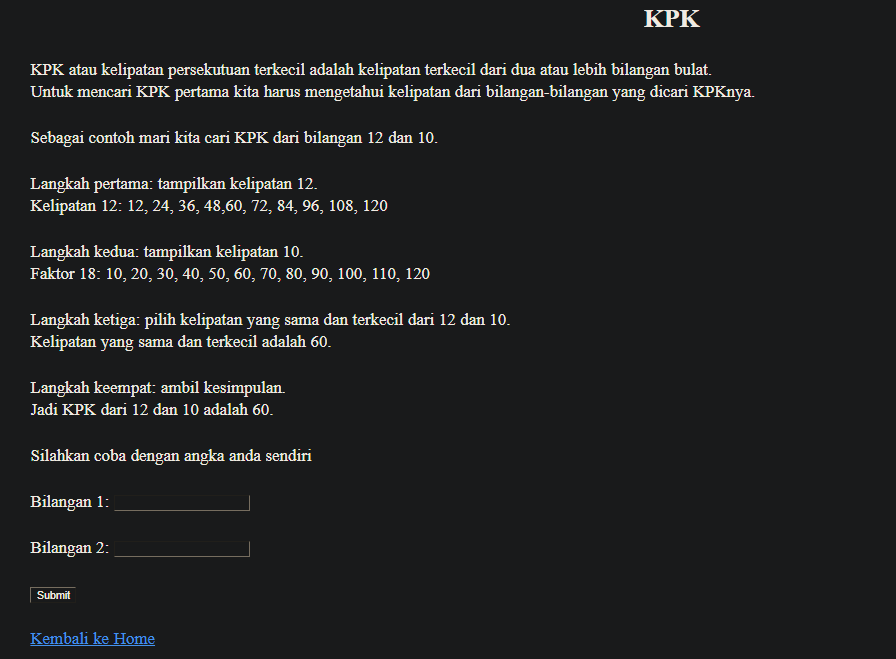 KPK
KPK atau kelipatan persekutuan terkecil adalah kelipatan terkecil dari dua atau lebih bilangan bulat.
Untuk mencari KPK pertama kita harus mengetahui kelipatan dari bilangan-bilangan yang dicari KPKnya.
Sebagai contoh mari kita cari KPK dari bilangan 12 dan 10.
Langkah pertama: tampilkan kelipatan 12.
Kelipatan 12: 12, 24, 36, 48,60, 72, 84, 96, 108, 120
Langkah kedua: tampilkan kelipatan 10.
Faktor 18: 10, 20, 30, 40, 50, 60, 70, 80, 90, 100, 110, 120
Langkah ketiga: pilih kelipatan yang sama dan terkecil dari 12 dan 10.
Kelipatan yang sama dan terkecil adalah 60.
Langkah keempat: ambil kesimpulan.
Jadi KPK dari 12 dan 10 adalah 60.
Silahkan coba dengan angka anda sendiri
Bilangan 1:
Bilangan 2:
Submit
Kembali ke Home